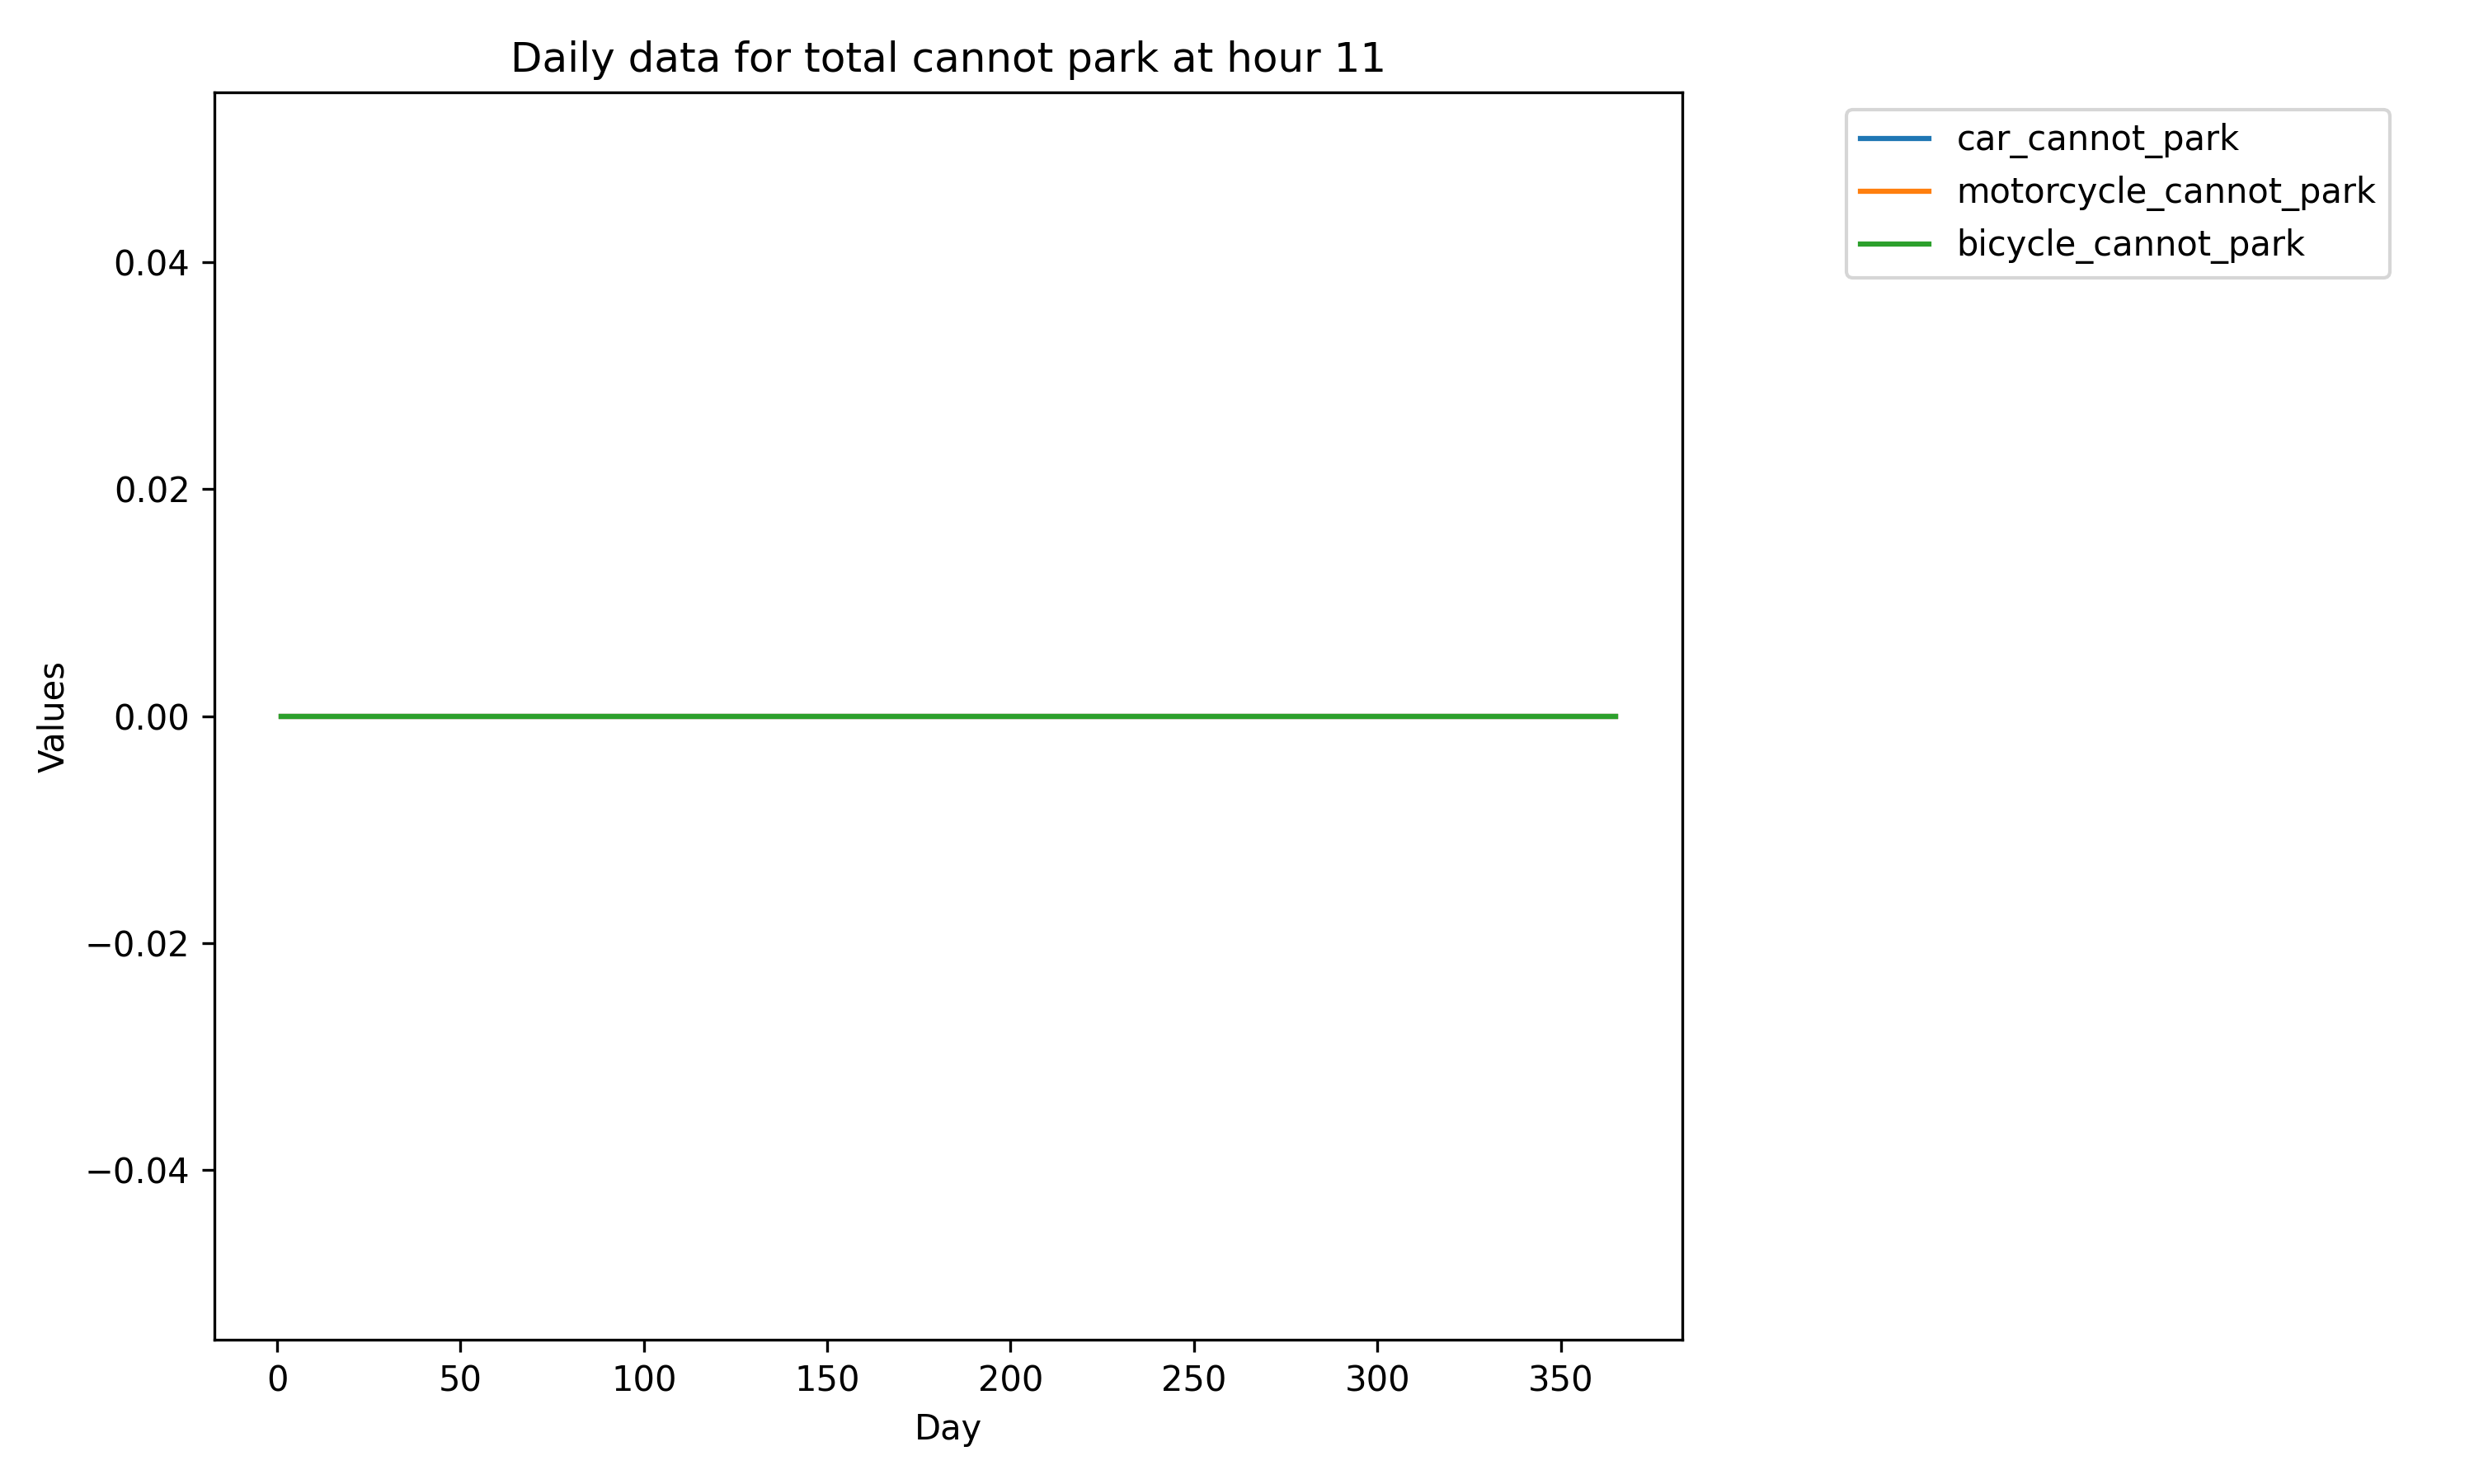 Daily data for total cannot park at hour 11
car_cannot_park
motorcycle_cannot_park
bicycle_cannot_park
0.04
0.02
0.00
−0.02
−0.04
Values
0 50 100 150 200 250 300 350
Day